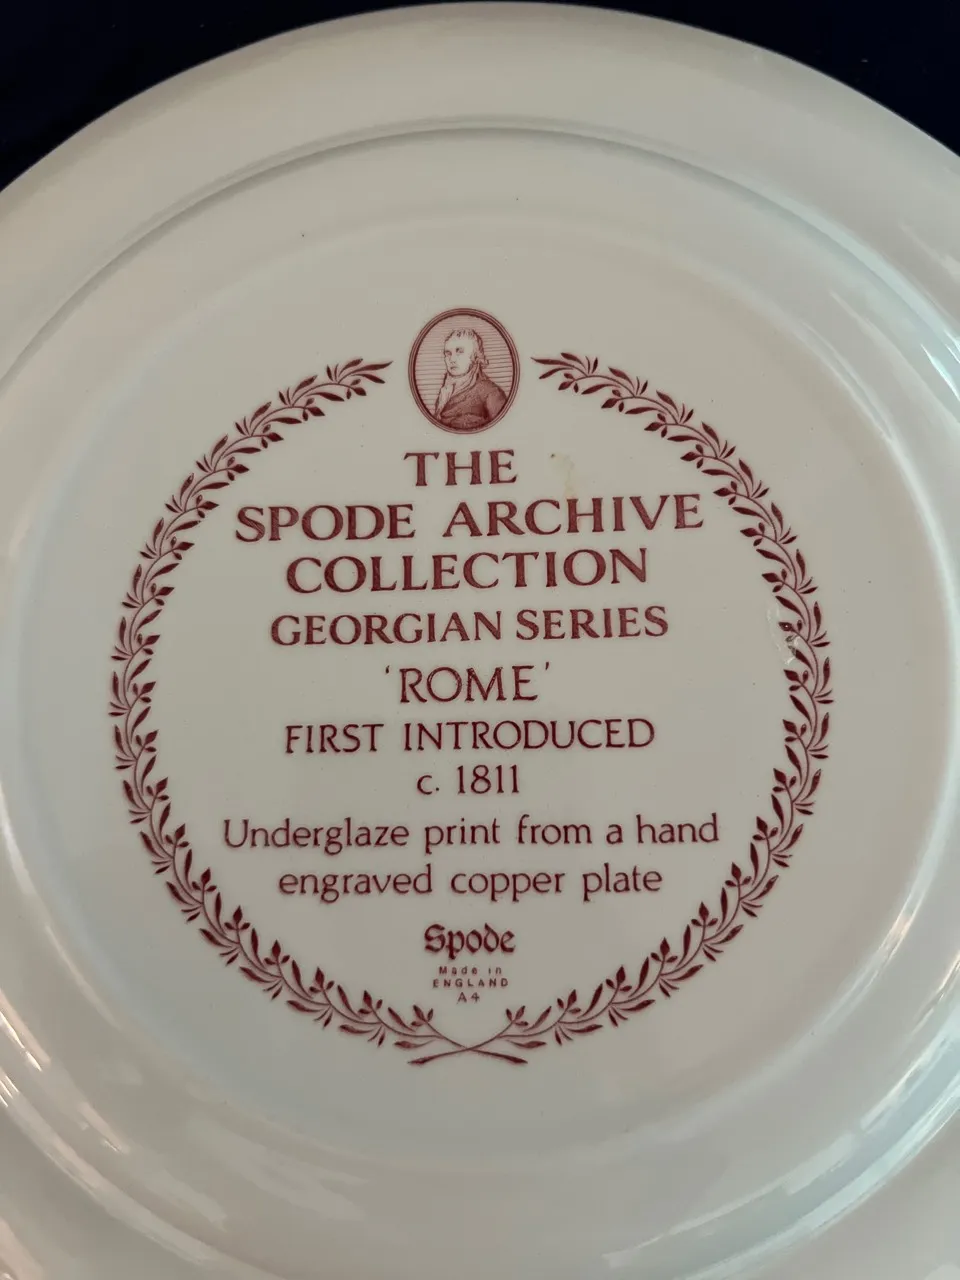 THE
SPODE ARCHIVE
COLLECTION
GEORGIAN SERIES
‘ROME’
FIRST INTRODUCED
c. 1811
Underglaze print from a hand
engraved copper plate
Spode
Made in
ENGLAND
A4